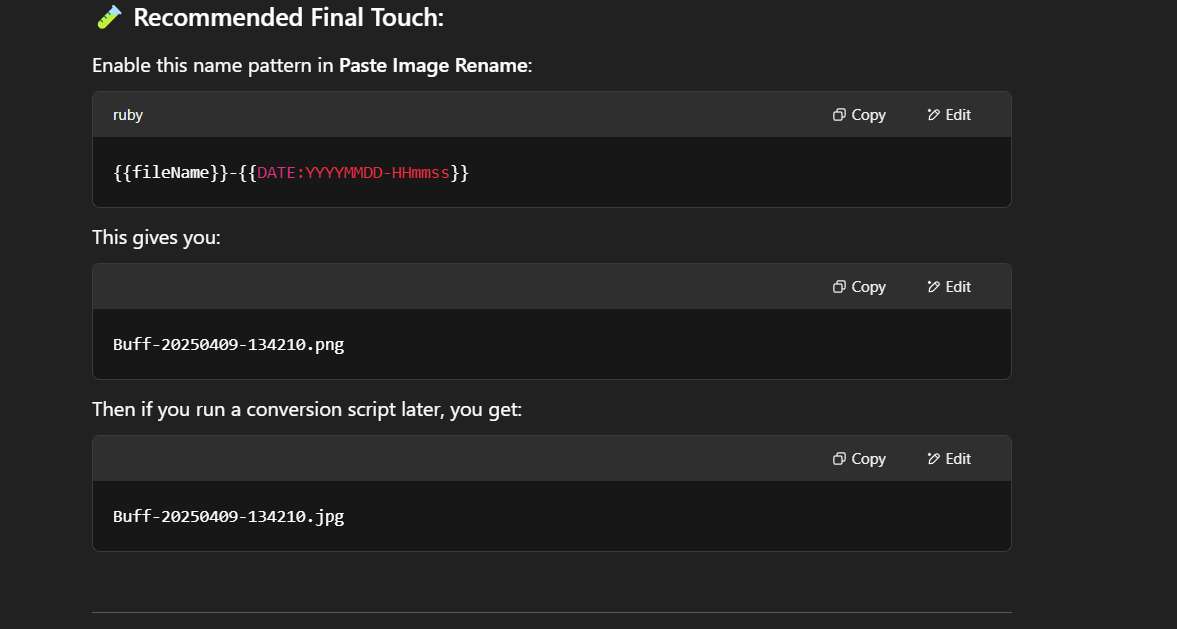 Recommended Final Touch:
Enable this name pattern in Paste Image Rename:
ruby Copy Edit
{{fileName}}-{{DATE:YYYYMMDD-HHmmss}}
This gives you:
Copy Edit
Buff-20250409-134210.png
Then if you run a conversion script later, you get:
Copy Edit
Buff-20250409-134210.jpg